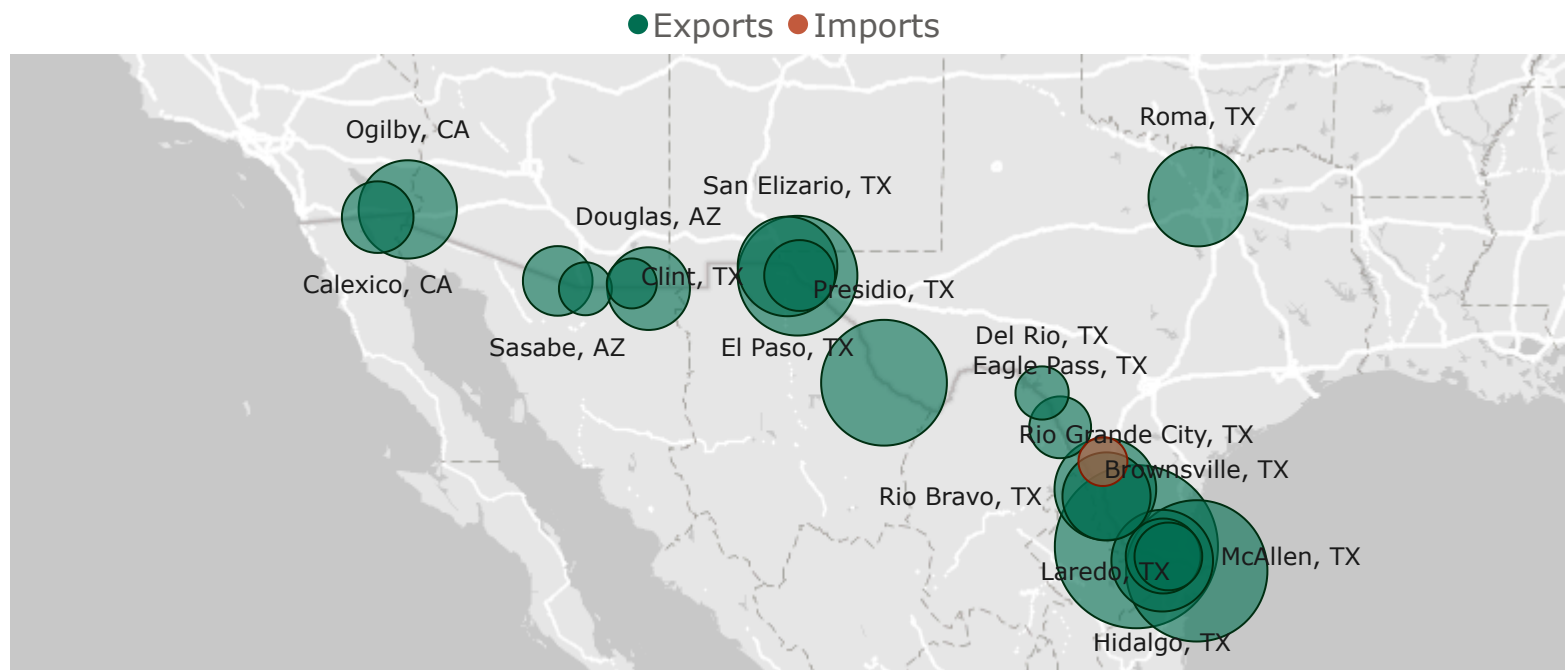 Exports Imports
Ogilby, CA
Roma, TX
San Elizario, TX
Douglas, AZ
Calexico, CA
Clint, TX
Presidio, TX
Sasabe, AZ
El Paso, TX
Del Rio, TX
Eagle Pass, TX
Rio Grande City, TX
Brownsville, TX
Rio Bravo, TX
McAllen, TX
Laredo, TX
Hidalgo, TX